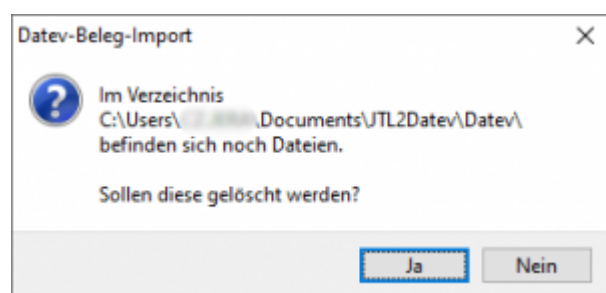 Datev-Beleg-Import
Im Verzeichnis
C:\Users\ .Documents\JTL2Datev\Datev\
befinden sich noch Dateien.
Sollen diese gelöscht werden?
Ja
Nein